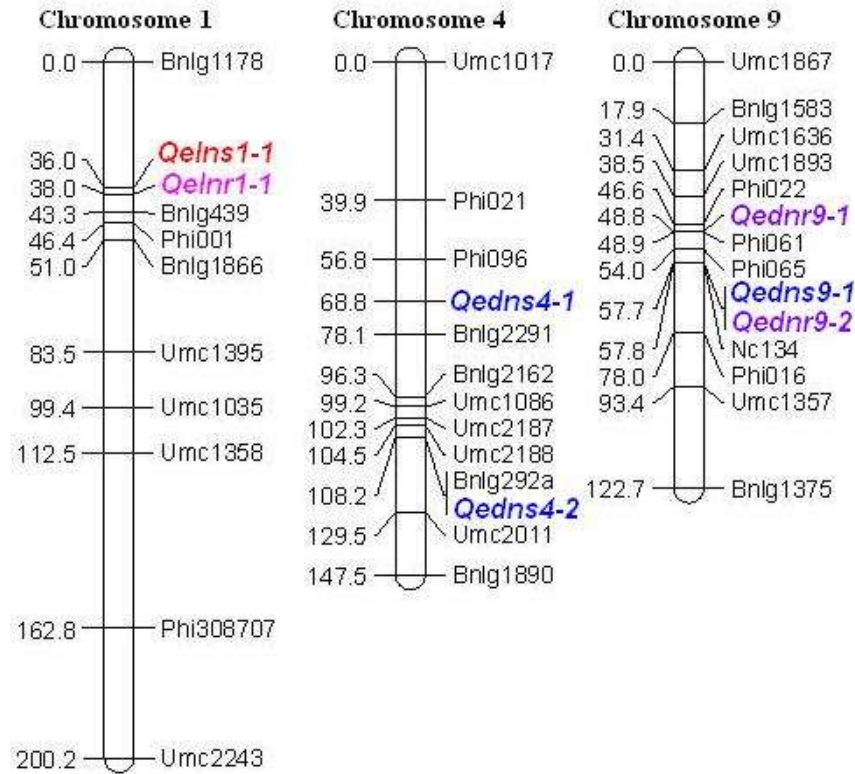 Chromosome 1
0.0 Bnlg1178
36.0 Qelns1-1
38.0 Qelnr1-1
43.3 Bnlg439
46.4 Phi001
51.0 Bnlg1866
83.5 Umc1395
99.4 Umc1035
112.5 Umc1358
162.8 Phi308707
200.2 Umc2243
Chromosome 4
0.0 Umc1017
39.9 Phi021
56.8 Phi096
68.8 Qedns4-1
78.1 Bnlg2291
96.3 Bnlg2162
99.2 Umc1086
102.3 Umc2187
104.5 Umc2188
Bnlg292a
108.2 Qedns4-2
129.5 Umc2011
147.5 Bnlg1890
Chromosome 9
0.0 Umc1867
17.9 Bnlg1583
31.4 Umc1636
38.5 Umc1893
46.6 Phi022
48.8 Qednr9-1
48.9 Phi061
54.0 Phi065
57.7 Qedns9-1
Qednr9-2
57.8 Nc134
78.0 Phi016
93.4 Umc1357
122.7 Bnlg1375